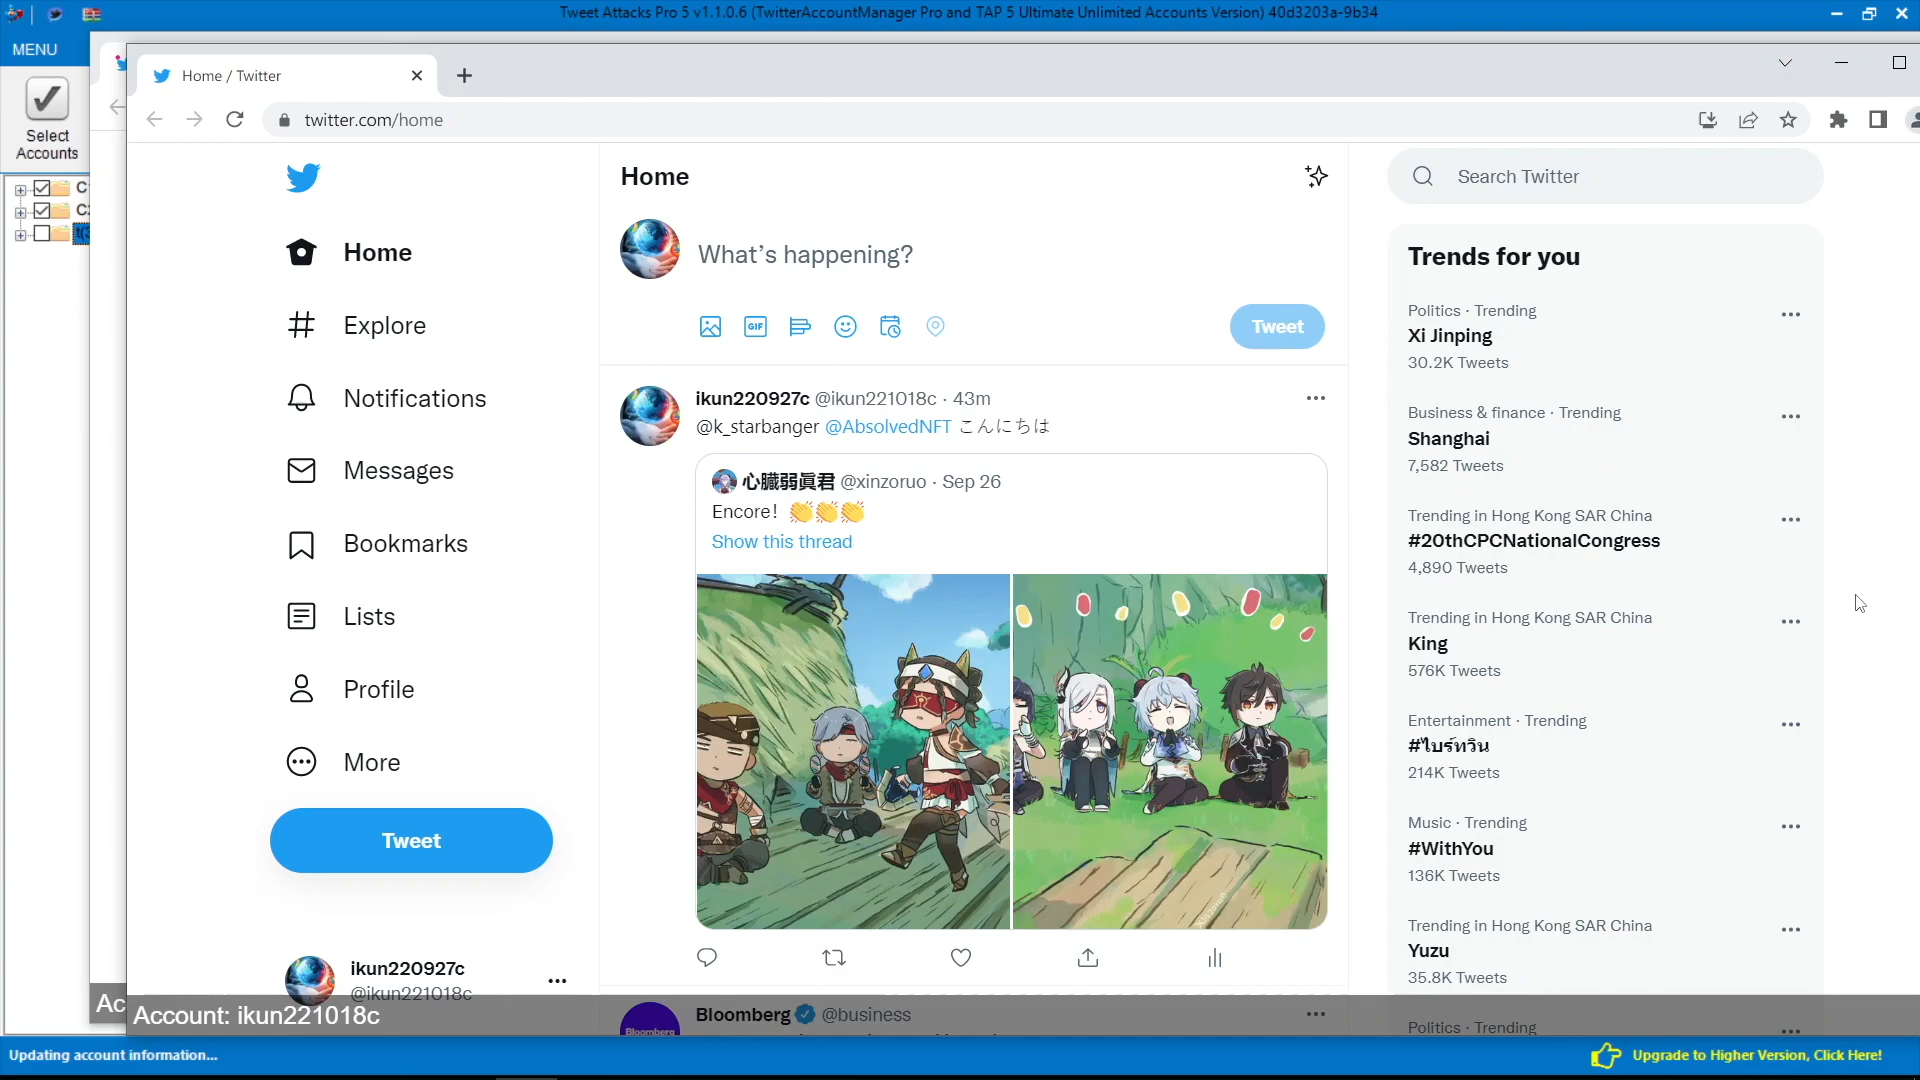 Tweet Attacks Pro 5 v1.1.0.6 (TwitterAccountManager Pro and TAP 5 Ultimate Unlimited Accounts Version) 40d3203a-9b34
MENU
Home / Twitter
Select
Accounts
twitter.com/home
Home
Search Twitter
Home
Explore
Notifications
Messages
Bookmarks
Lists
Profile
More
Tweet
ikun220927c
@ikun221018c
What's happening?
GIF
Tweet
ikun220927c @ikun221018c · 43m
@k_starbanger @AbsolvedNFT こんにちは
心臓弱眞君 @xinzoruo · Sep 26
Encore! 👏👏👏
Show this thread
Bloomberg @business
Bloomberg
Trends for you
Politics · Trending
Xi Jinping
30.2K Tweets
Business & finance · Trending
Shanghai
7,582 Tweets
Trending in Hong Kong SAR China
#20thCPCNationalCongress
4,890 Tweets
Trending in Hong Kong SAR China
King
576K Tweets
Entertainment · Trending
#ไบร์ทวิน
214K Tweets
Music · Trending
#WithYou
136K Tweets
Trending in Hong Kong SAR China
Yuzu
35.8K Tweets
Politics · Trending
Ac
Account: ikun221018c
Updating account information...
Upgrade to Higher Version, Click Here!